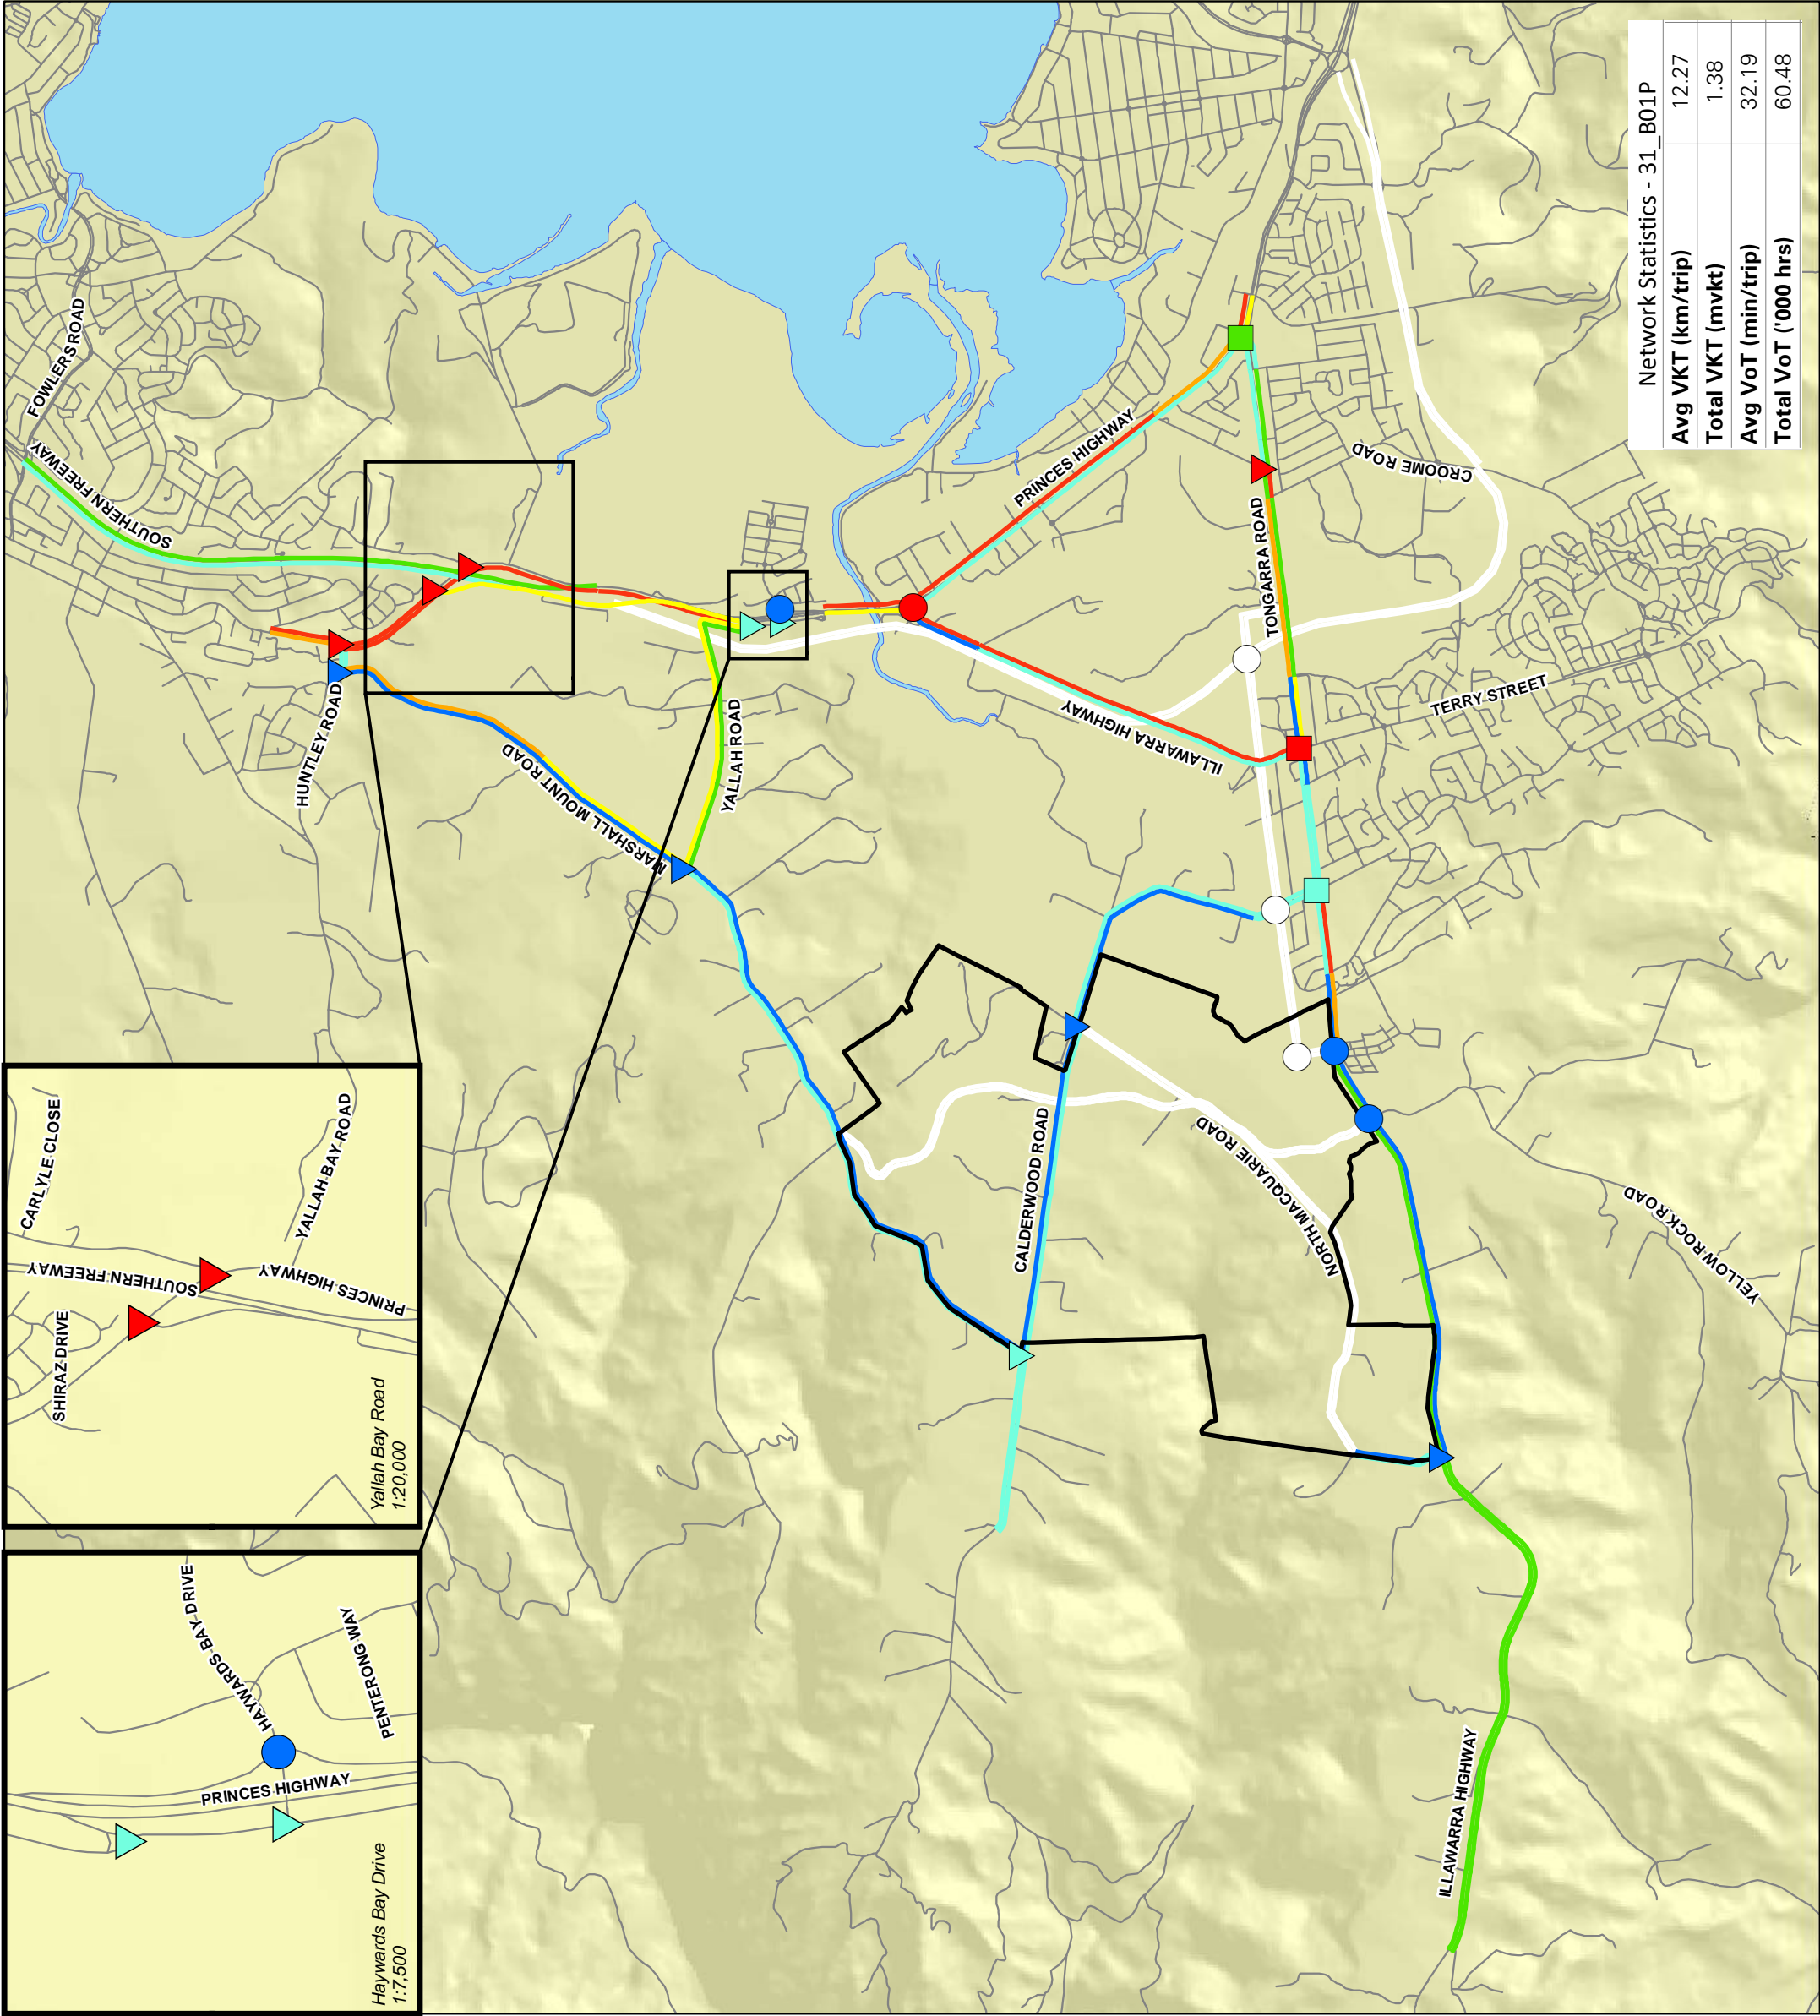 FOWLERS ROAD
SOUTHERN FREEWAY
HUNTLEY ROAD
MARSHALL MOUNT ROAD
YALLAH ROAD
PRINCES HIGHWAY
ILLAWARRA HIGHWAY
TONGARRA ROAD
CROOME ROAD
TERRY STREET
CALDERWOOD ROAD
NORTH MACQUARIE ROAD
YELLOW ROCK ROAD
ILLAWARRA HIGHWAY
CARLYLE CLOSE
SOUTHERN FREEWAY
SHIRAZ DRIVE
PRINCES HIGHWAY
YALLAH BAY ROAD
Yallah Bay Road
1:20,000
HAYWARDS BAY DRIVE
PRINCES HIGHWAY
PENTERONG WAY
Haywards Bay Drive
1:7,500
Network Statistics - 31_B01P
Avg VKT (km/trip) 12.27
Total VKT (mvkt) 1.38
Avg VoT (min/trip) 32.19
Total VoT ('000 hrs) 60.48